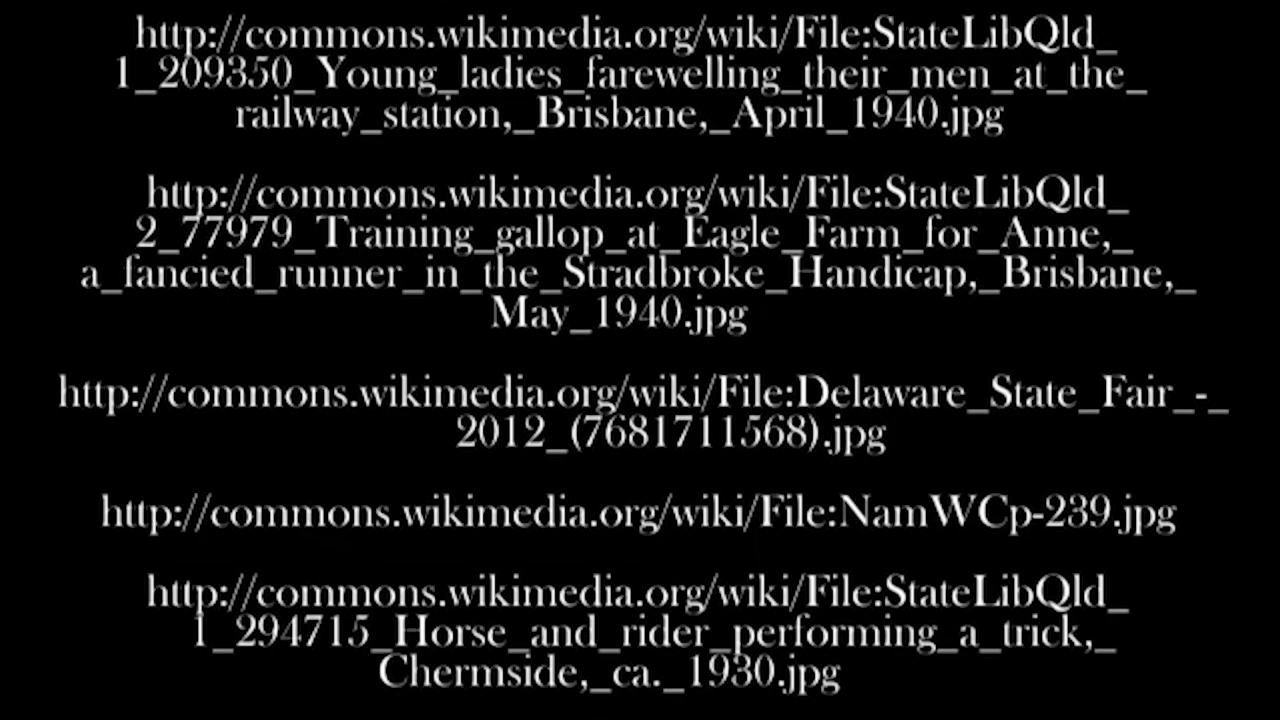 http://commons.wikimedia.org/wiki/File:StateLibQld_
1_209350_Young_ladies_farewelling_their_men_at_the_
railway_station,_Brisbane,_April_1940.jpg
http://commons.wikimedia.org/wiki/File:StateLibQld_
2_77979_Training_gallop_at_Eagle_Farm_for_Anne,_
a_fancied_runner_in_the_Stradbroke_Handicap,_Brisbane,_
May_1940.jpg
http://commons.wikimedia.org/wiki/File:Delaware_State_Fair_-_
2012_(7681711568).jpg
http://commons.wikimedia.org/wiki/File:NamWCp-239.jpg
http://commons.wikimedia.org/wiki/File:StateLibQld_
1_294715_Horse_and_rider_performing_a_trick,_
Chermside,_ca._1930.jpg